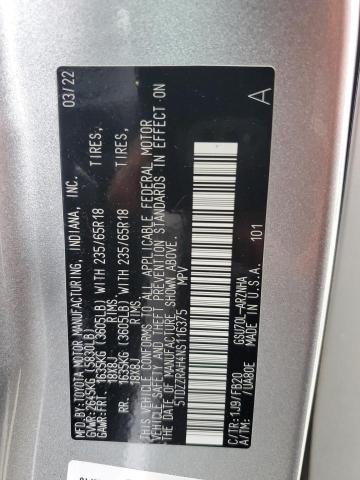 MFD. BY: TOYOTA MOTOR MANUFACTURING, INDIANA, INC. 03/22
GVWR: 2645KG (5830LB)
GAWR: FRT. 1635KG (3605LB) WITH 235/65R18 TIRES,
18X8J RIMS.
RR. 1635KG (3605LB) WITH 235/65R18 TIRES,
18X8J RIMS.
THIS VEHICLE CONFORMS TO ALL APPLICABLE FEDERAL MOTOR
VEHICLE SAFETY AND THEFT PREVENTION STANDARDS IN EFFECT ON
THE DATE OF MANUFACTURE SHOWN ABOVE.
MPV
C/TR: 1J9/FB20 GSU70L-ARZNHA
A/TM: /UA80E MADE IN U.S.A. 101
A